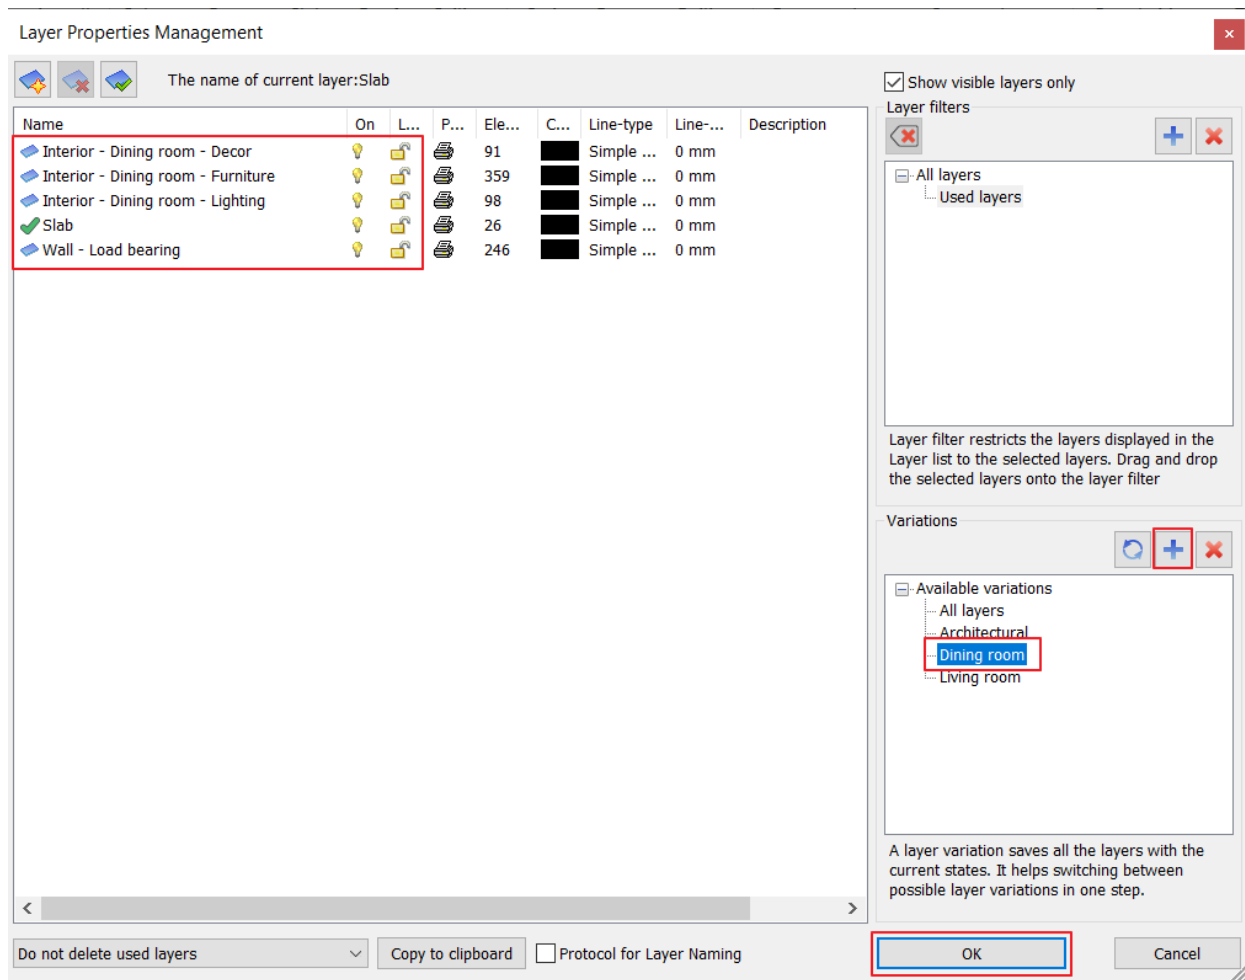 Layer Properties Management
The name of current layer:Slab
Name On L... P... Ele... C... Line-type Line-... Description
Interior - Dining room - Decor 91 Simple ... 0 mm
Interior - Dining room - Furniture 359 Simple ... 0 mm
Interior - Dining room - Lighting 98 Simple ... 0 mm
Slab 26 Simple ... 0 mm
Wall - Load bearing 246 Simple ... 0 mm
Show visible layers only
Layer filters
All layers
Used layers
Layer filter restricts the layers displayed in the
Layer list to the selected layers. Drag and drop
the selected layers onto the layer filter
Variations
Available variations
All layers
Architectural
Dining room
Living room
A layer variation saves all the layers with the
current states. It helps switching between
possible layer variations in one step.
Do not delete used layers
Copy to clipboard
Protocol for Layer Naming
OK
Cancel